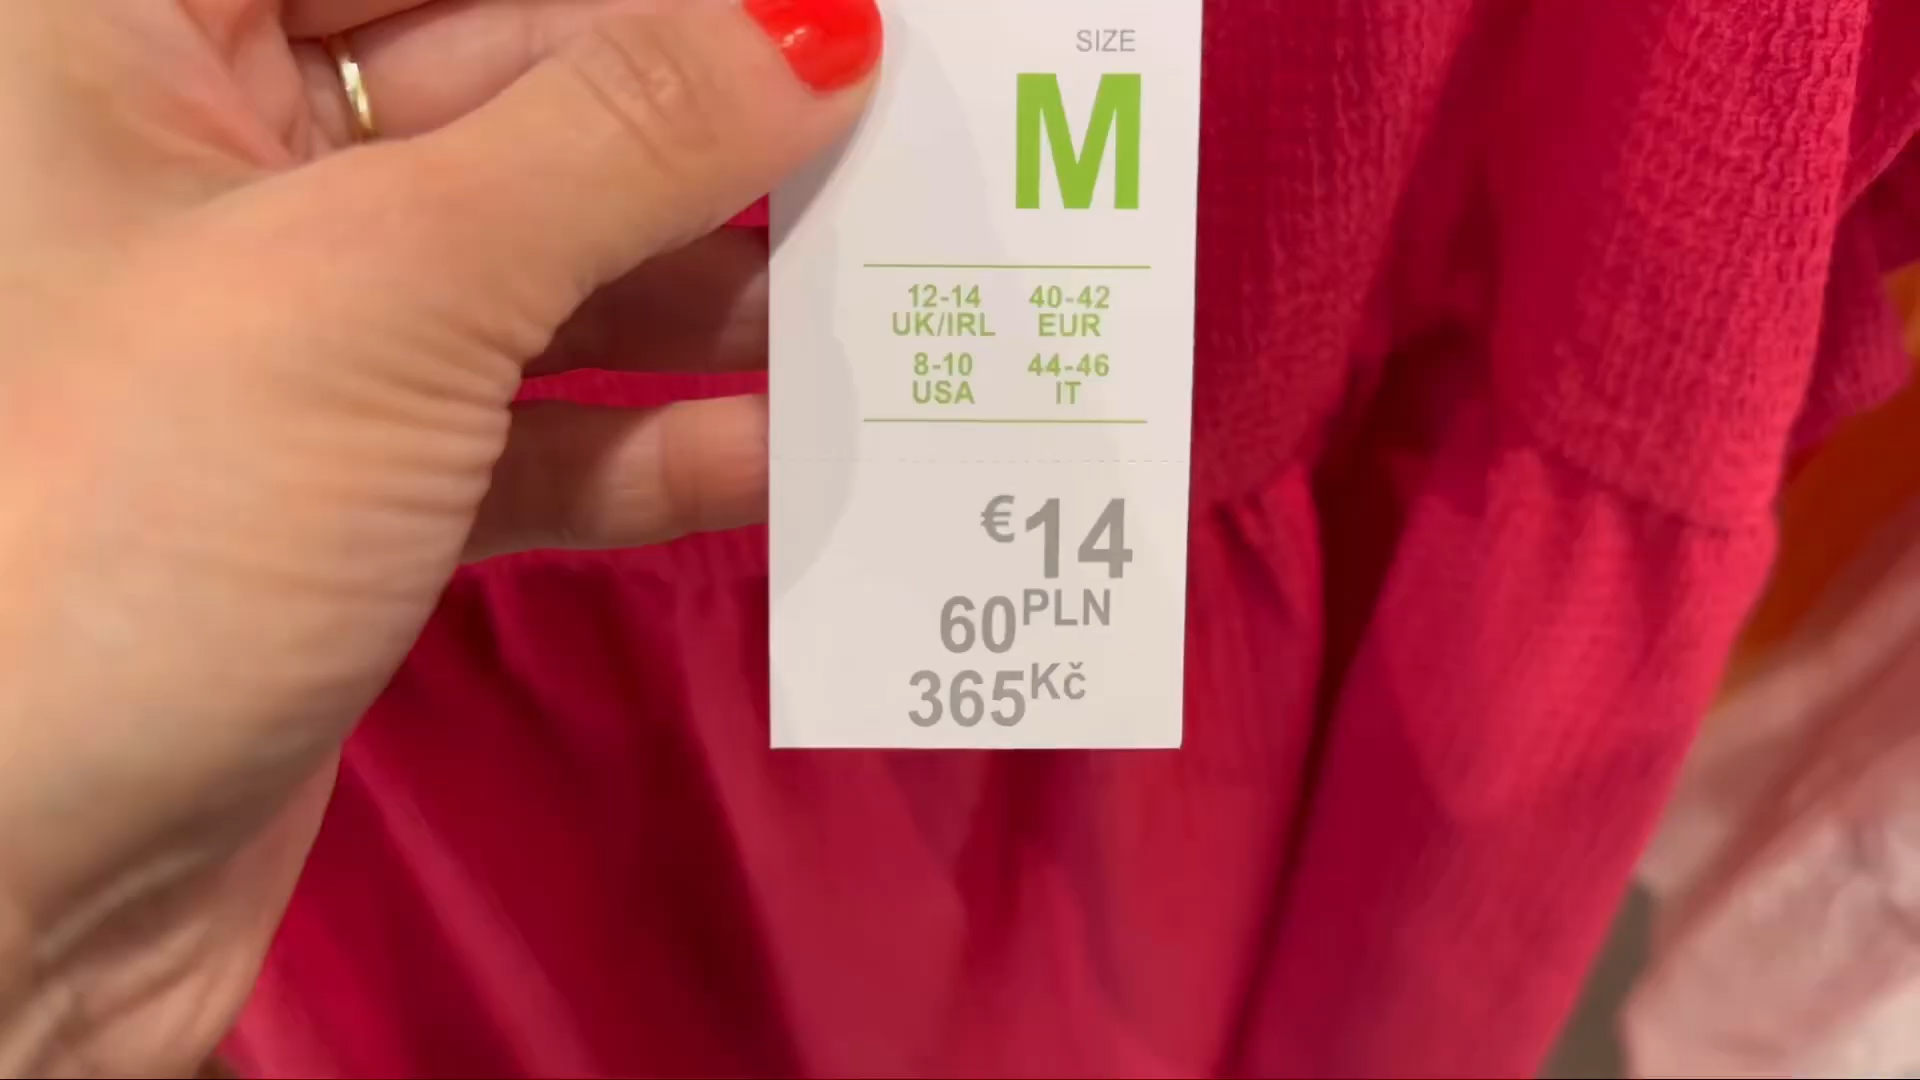 SIZE
M
12-14 40-42
UK/IRL EUR
8-10 44-46
USA IT
€14
60PLN
365Kč